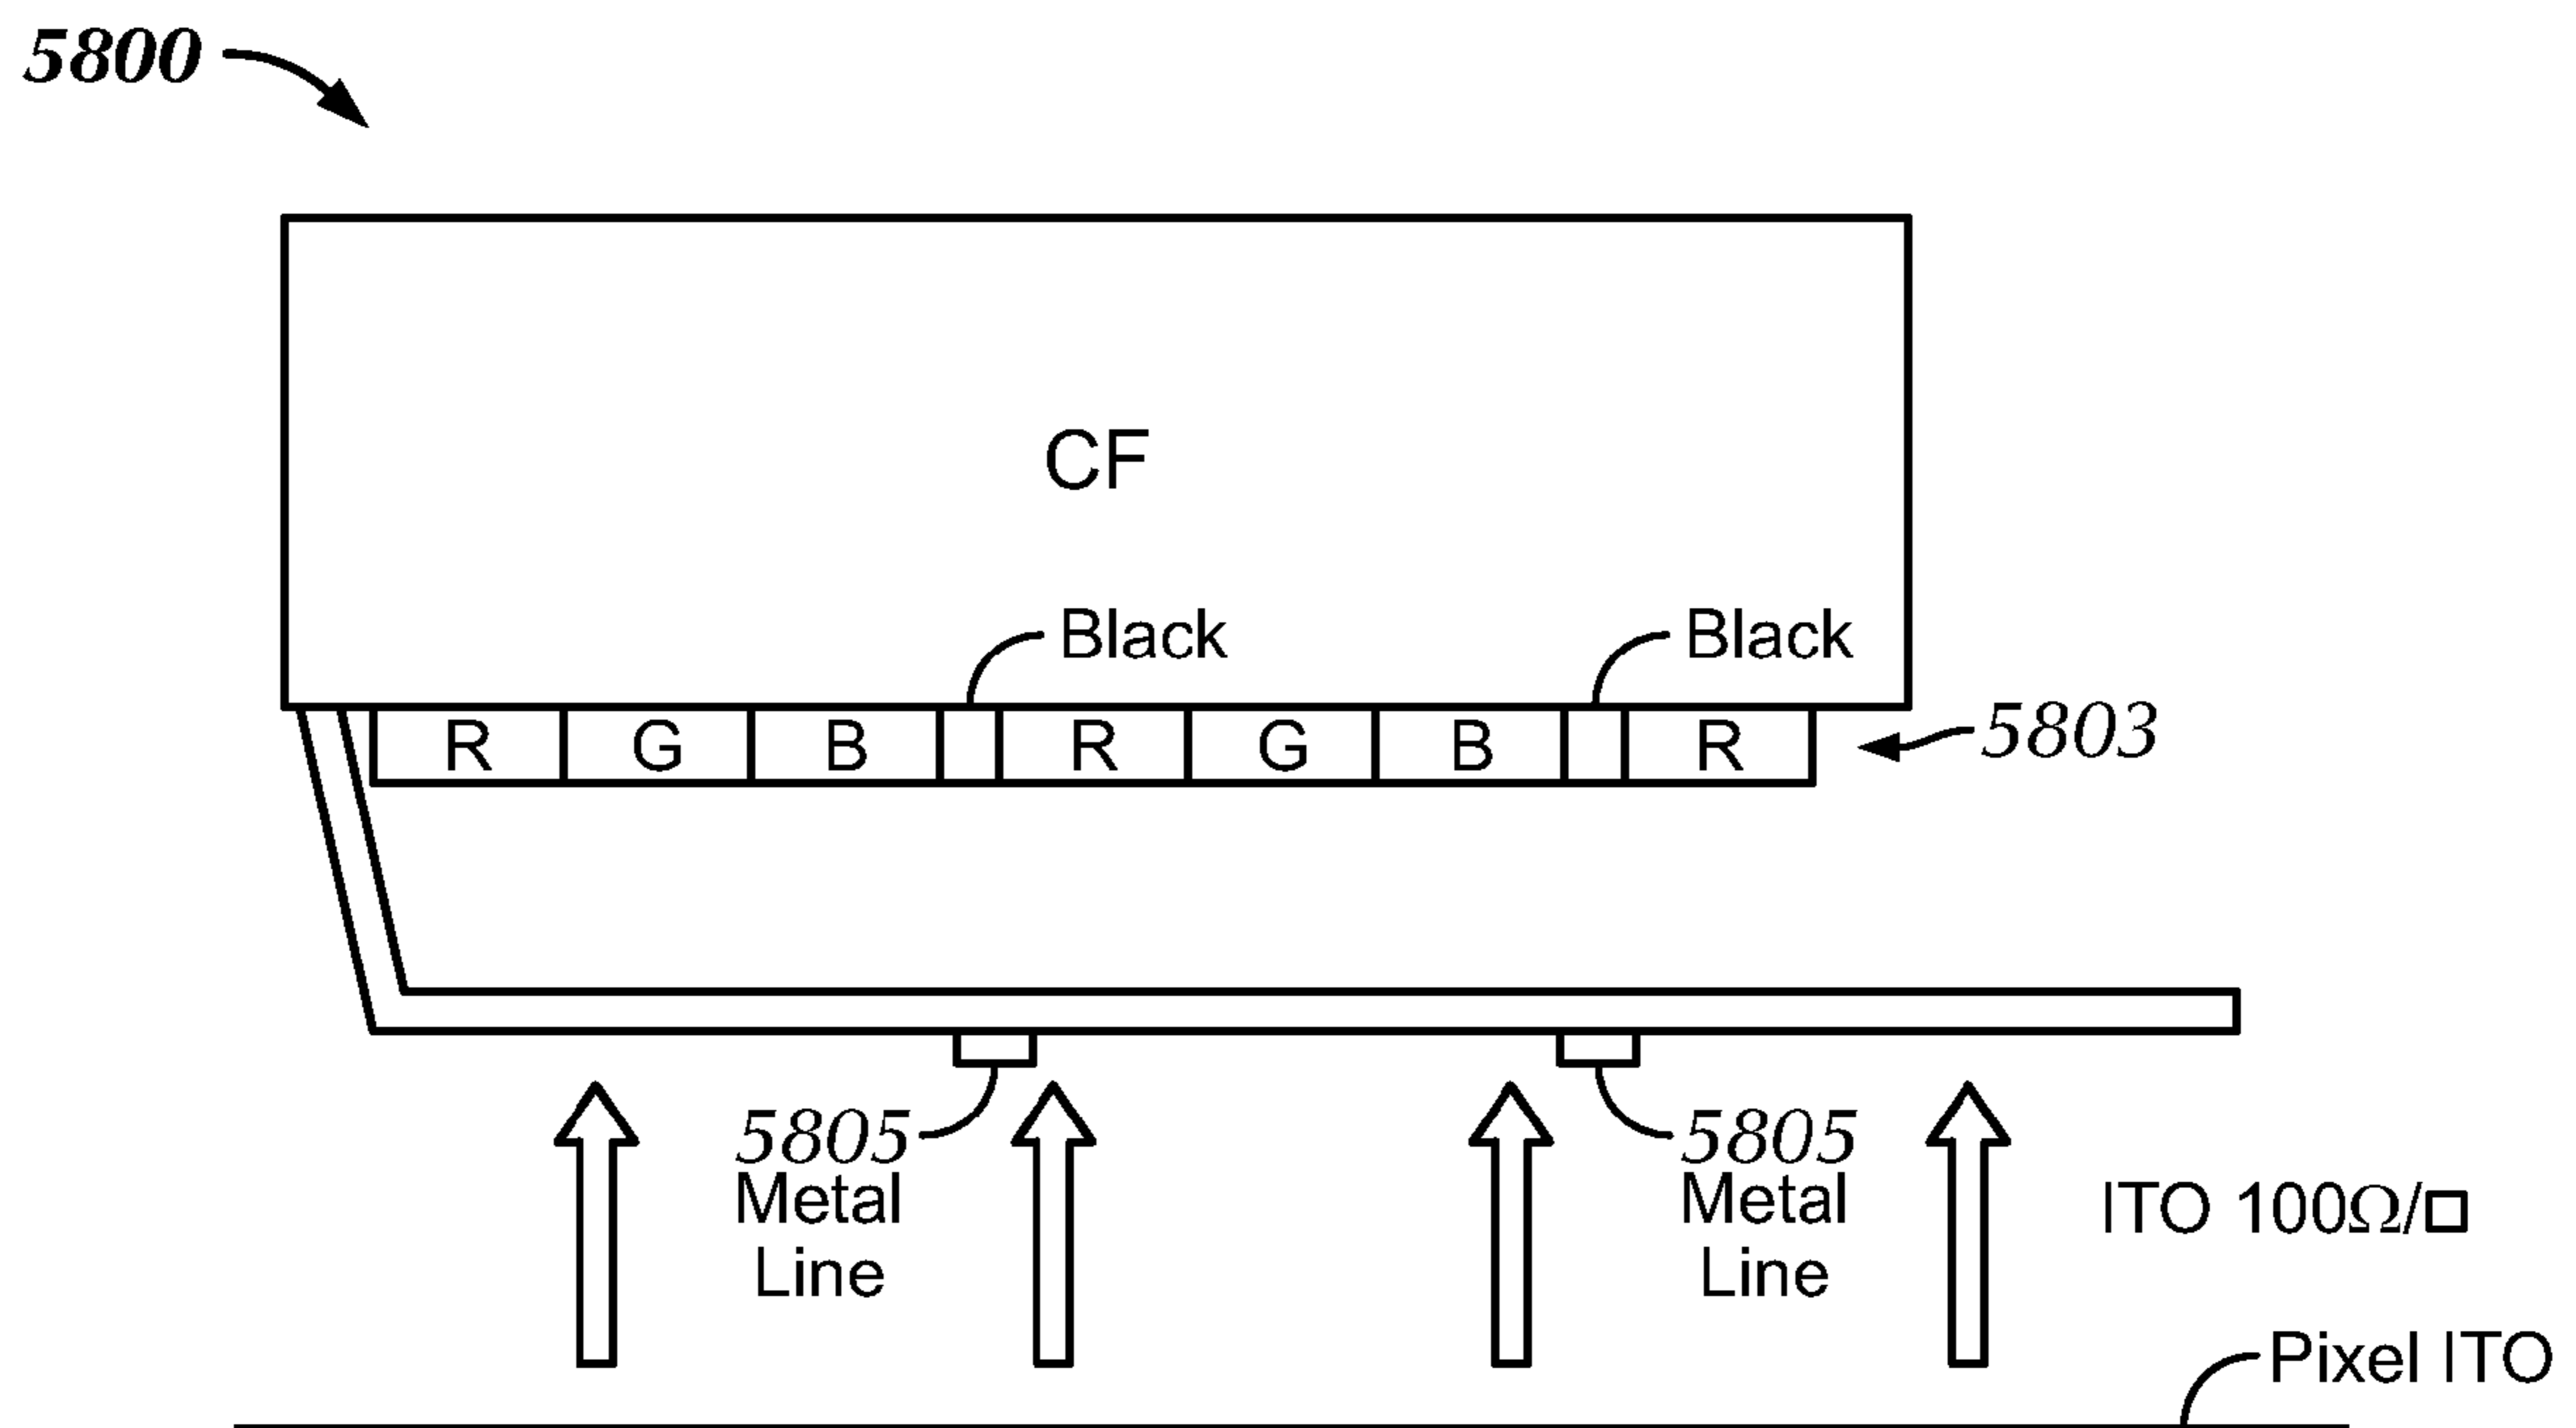 5800
CF
Black Black
R G B R G B R
5803
5805 5805
Metal Metal
Line Line
ITO 100Ω/□
Pixel ITO